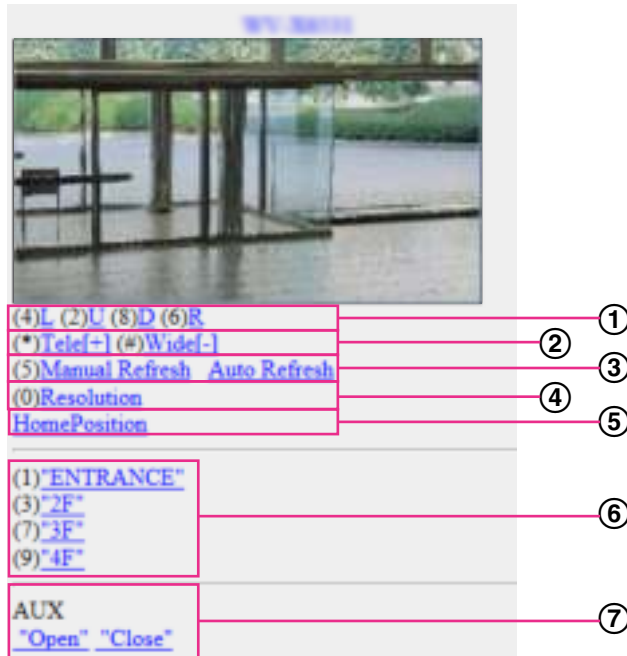 (4)L (2)U (8)D (6)R ①
(*)Tele[+] (#)Wide[-] ②
(5)Manual Refresh Auto Refresh ③
(0)Resolution ④
HomePosition ⑤
(1)"ENTRANCE"
(3)"2F"
(7)"3F" ⑥
(9)"4F"
AUX ⑦
"Open" "Close"